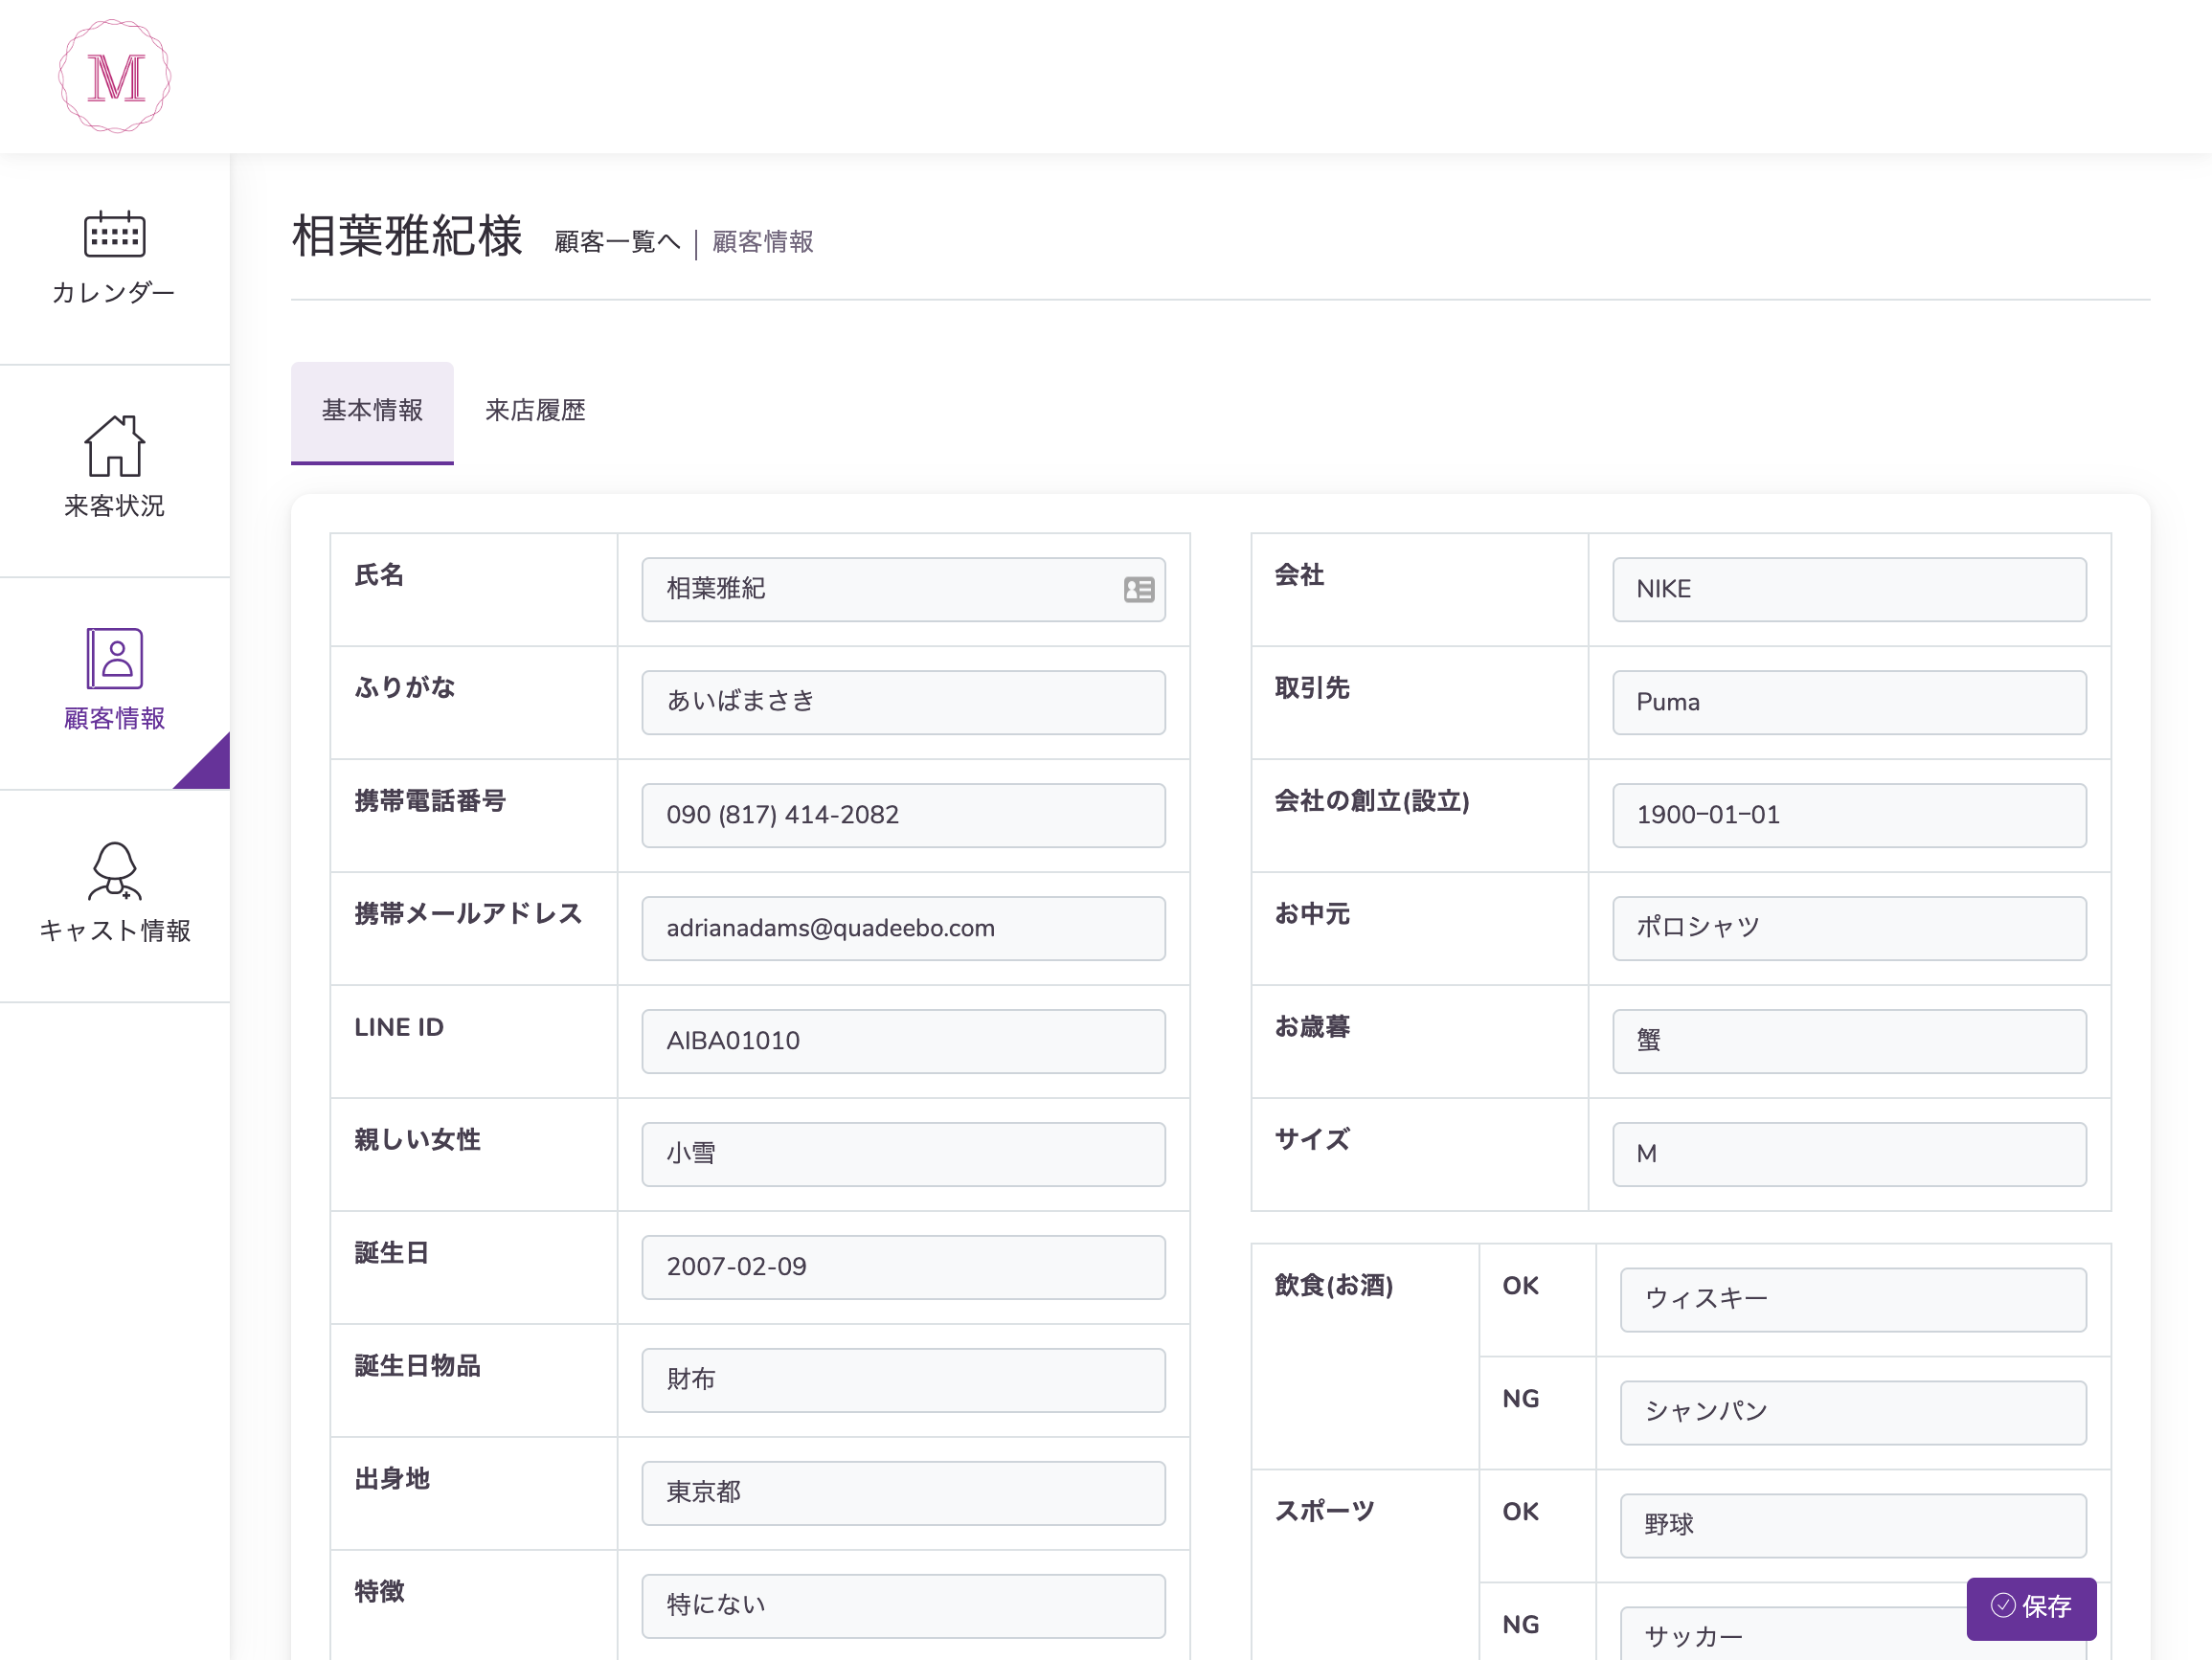 M
相葉雅紀様 顧客一覧へ | 顧客情報
カレンダー
来客状況
顧客情報
キャスト情報
基本情報 来店履歴
氏名 相葉雅紀
ふりがな あいばまさき
携帯電話番号 090 (817) 414-2082
携帯メールアドレス adrianadams@quadeebo.com
LINE ID AIBA01010
親しい女性 小雪
誕生日 2007-02-09
誕生日物品 財布
出身地 東京都
特徴 特にない
会社 NIKE
取引先 Puma
会社の創立(設立) 1900-01-01
お中元 ポロシャツ
お歳暮 蟹
サイズ M
飲食(お酒) OK ウィスキー
NG シャンパン
スポーツ OK 野球
NG サッカー
保存